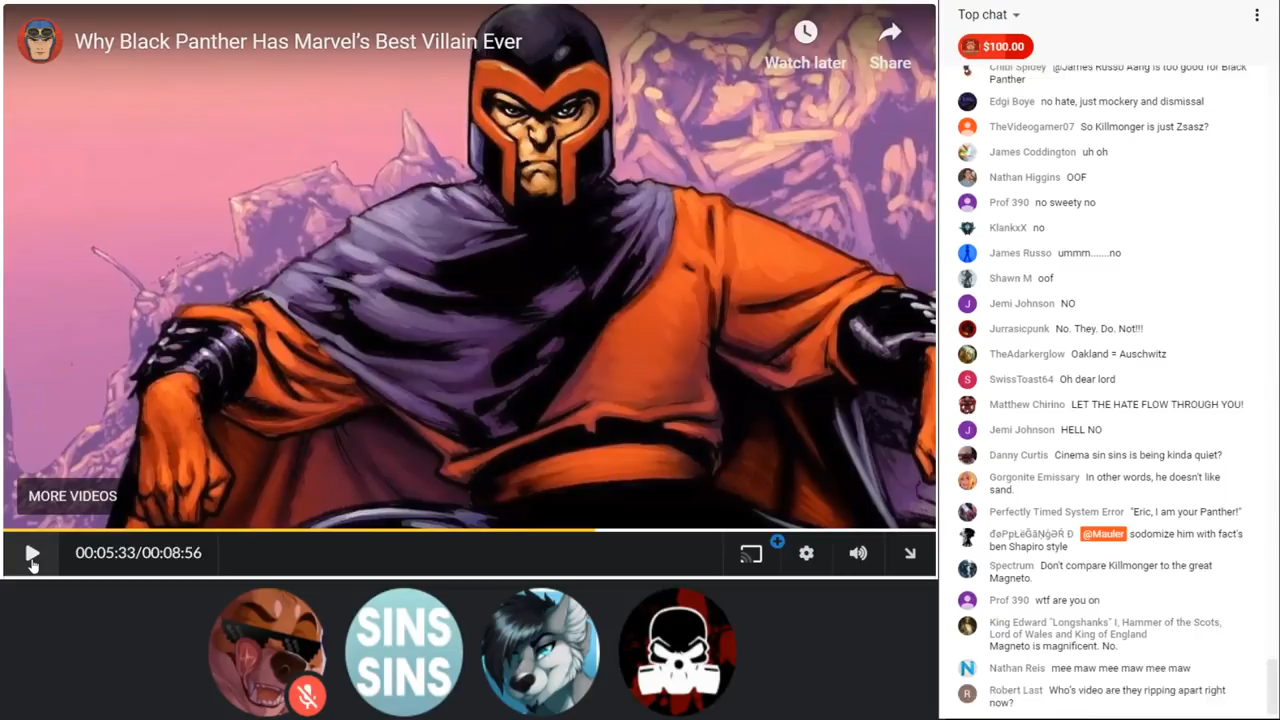 Why Black Panther Has Marvel's Best Villain Ever
Watch later
Share
MORE VIDEOS
00:05:33/00:08:56
SINS
SINS
Top chat
$100.00
Chibi Spidey @James Russo Aang is too good for Black
Panther
Edgi Boye no hate, just mockery and dismissal
TheVideogamer07 So Killmonger is just Zsasz?
James Coddington uh oh
Nathan Higgins OOF
Prof 390 no sweety no
KlankxX no
James Russo ummm.......no
Shawn M oof
J Jemi Johnson NO
Jurrasicpunk No. They. Do. Not!!!
TheAdarkerglow Oakland = Auschwitz
S SwissToast64 Oh dear lord
Matthew Chirino LET THE HATE FLOW THROUGH YOU!
J Jemi Johnson HELL NO
Danny Curtis Cinema sin sins is being kinda quiet?
Gorgonite Emissary In other words, he doesn't like
sand.
Perfectly Timed System Error "Eric, I am your Panther!"
@Mauler sodomize him with fact's
ben Shapiro style
Spectrum Don't compare Killmonger to the great
Magneto.
Prof 390 wtf are you on
King Edward "Longshanks" I, Hammer of the Scots,
Lord of Wales and King of England
Magneto is magnificent. No.
N Nathan Reis mee maw mee maw mee maw
R Robert Last Who's video are they ripping apart right
now?